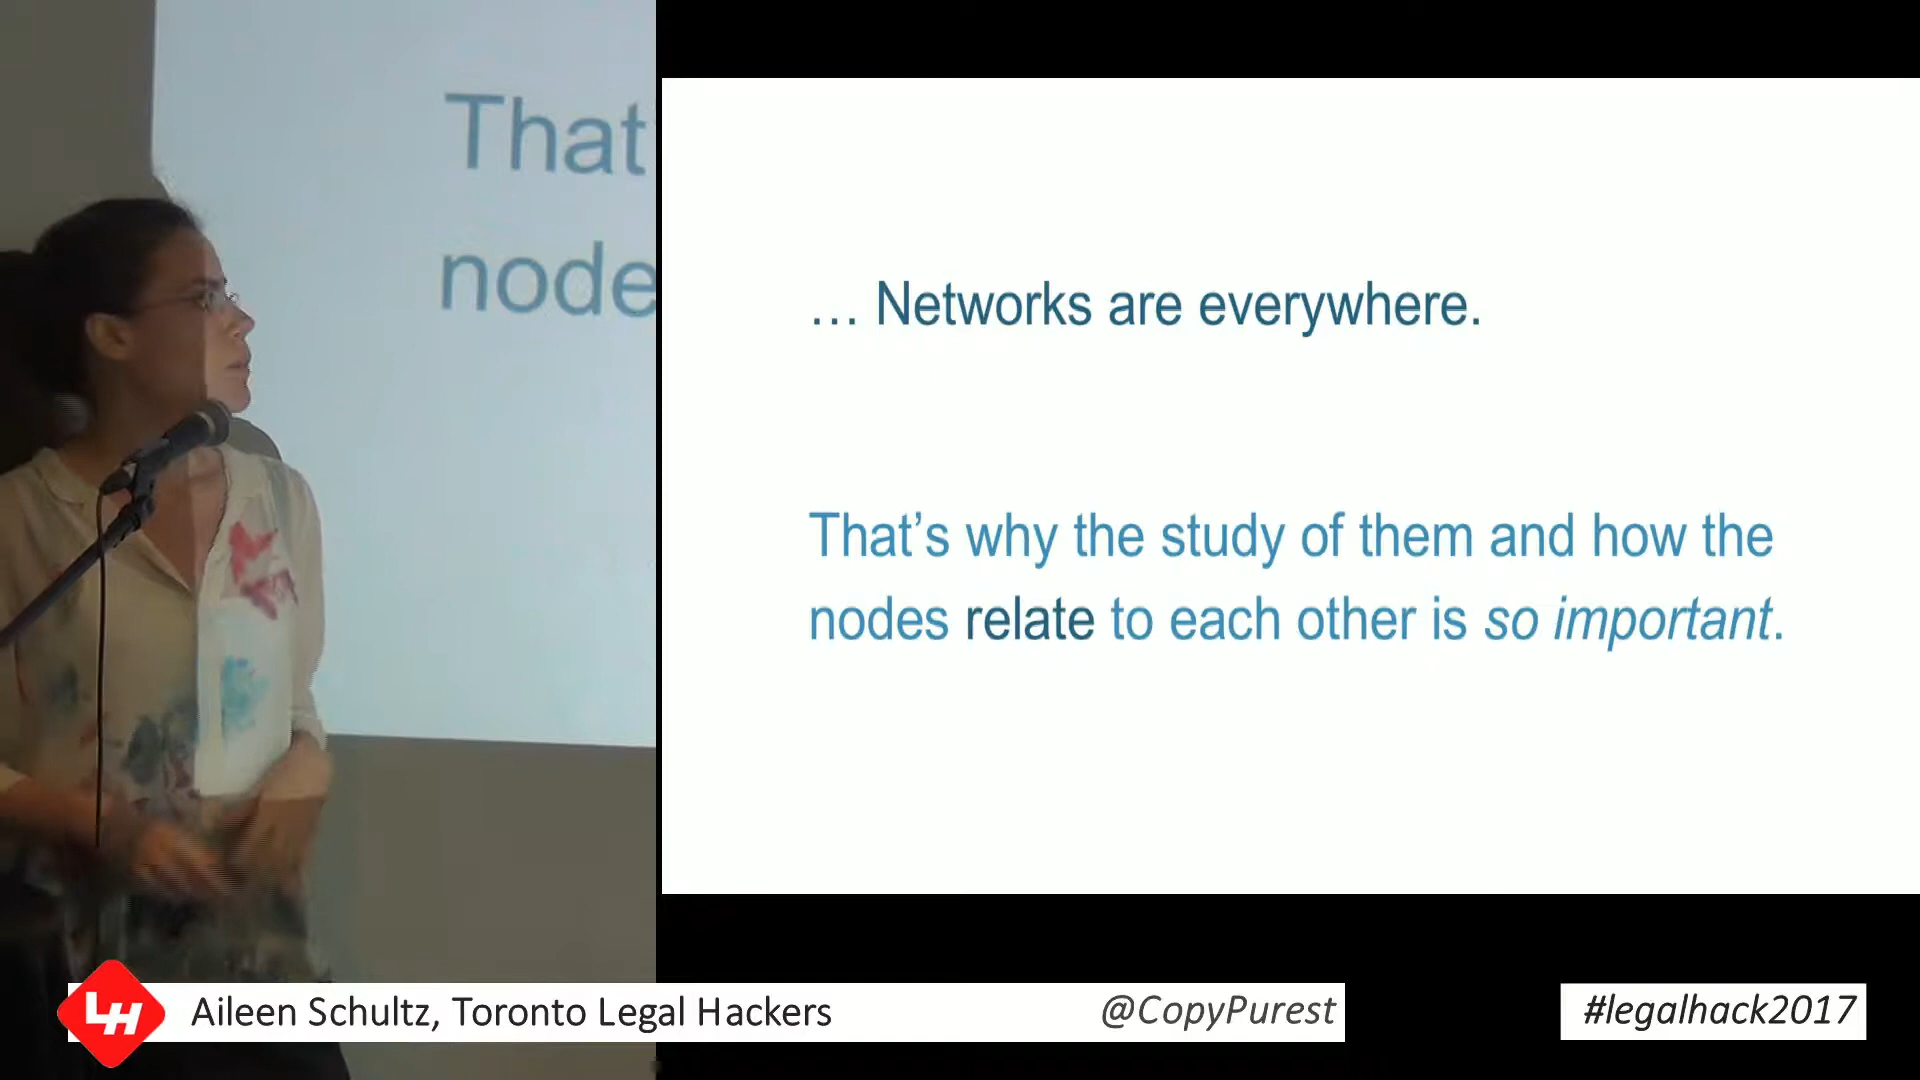 That'
node
… Networks are everywhere.
That's why the study of them and how the
nodes relate to each other is so important.
LH
Aileen Schultz, Toronto Legal Hackers
@CopyPurest
#legalhack2017